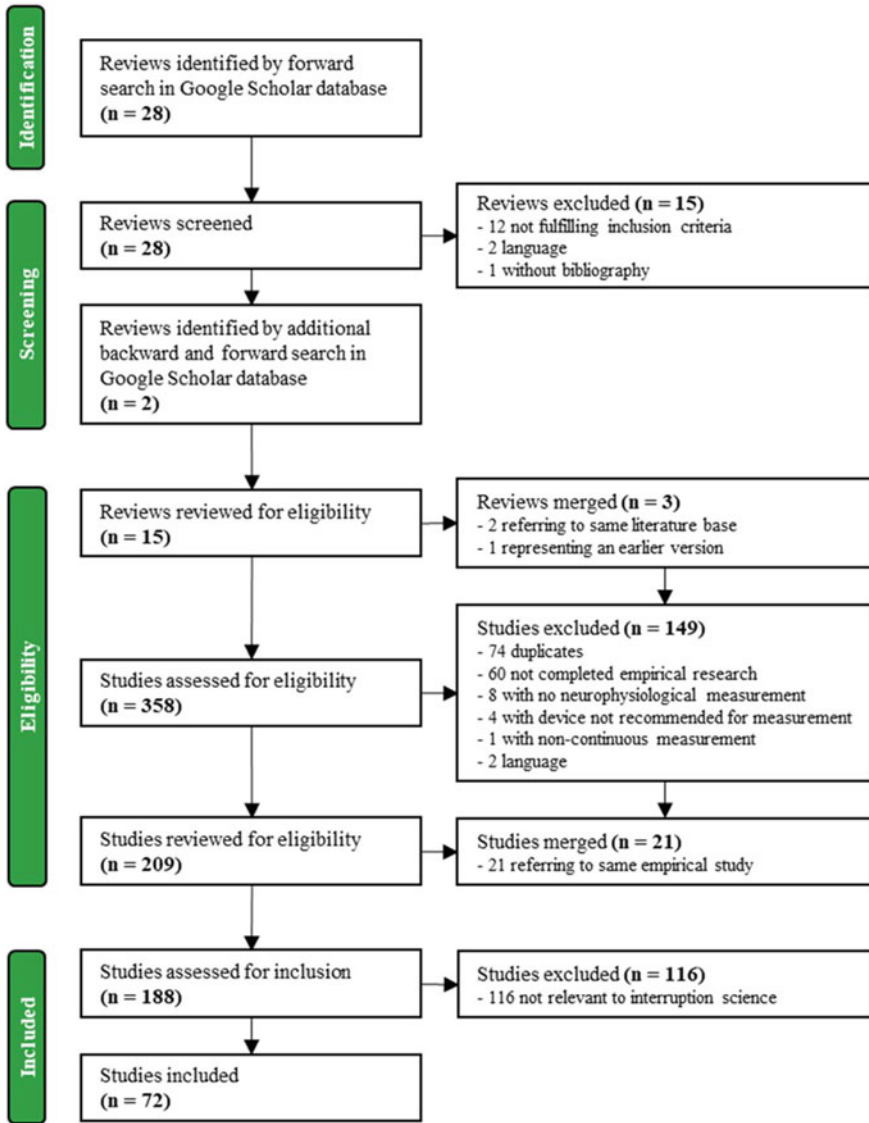 Identification
Reviews identified by forward
search in Google Scholar database
(n = 28)
Screening
Reviews screened
(n = 28)
Reviews excluded (n = 15)
- 12 not fulfilling inclusion criteria
- 2 language
- 1 without bibliography
Reviews identified by additional
backward and forward search in
Google Scholar database
(n = 2)
Eligibility
Reviews reviewed for eligibility
(n = 15)
Reviews merged (n = 3)
- 2 referring to same literature base
- 1 representing an earlier version
Studies assessed for eligibility
(n = 358)
Studies excluded (n = 149)
- 74 duplicates
- 60 not completed empirical research
- 8 with no neurophysiological measurement
- 4 with device not recommended for measurement
- 1 with non-continuous measurement
- 2 language
Studies reviewed for eligibility
(n = 209)
Studies merged (n = 21)
- 21 referring to same empirical study
Included
Studies assessed for inclusion
(n = 188)
Studies excluded (n = 116)
- 116 not relevant to interruption science
Studies included
(n = 72)